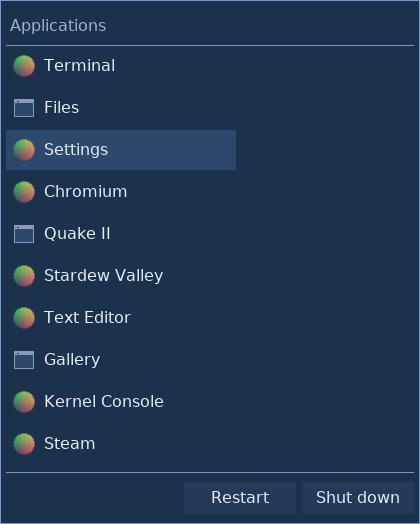 Applications
Terminal
Files
Settings
Chromium
Quake II
Stardew Valley
Text Editor
Gallery
Kernel Console
Steam
Restart Shut down